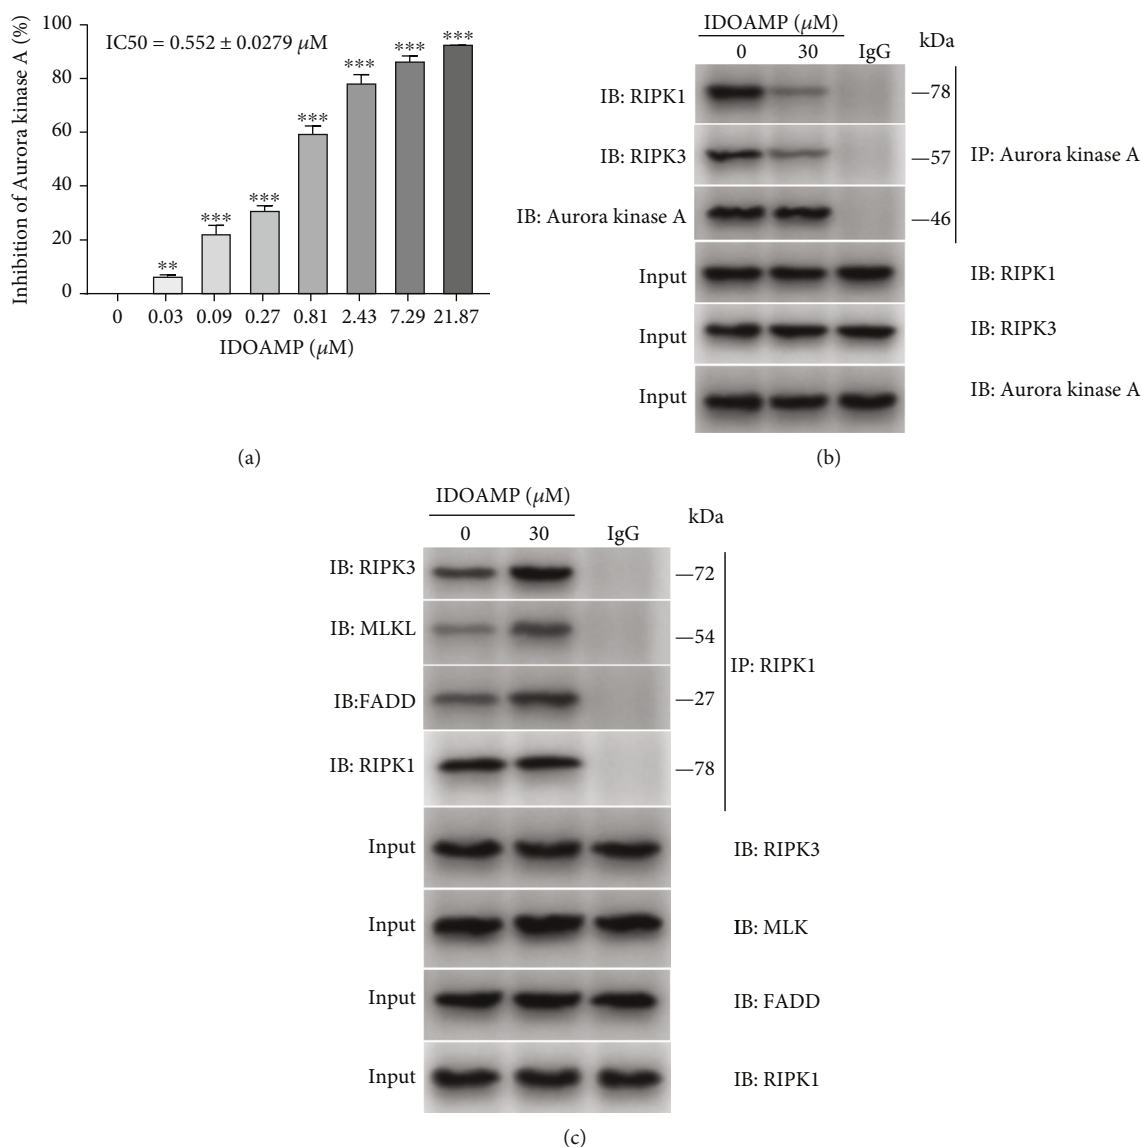 100
80
60
40
20
0
Inhibition of Aurora kinase A (%)
IC50 = 0.552 ± 0.0279 μM
**
***
***
***
***
***
***
0 0.03 0.09 0.27 0.81 2.43 7.29 21.87
IDOAMP (μM)
(a)
IDOAMP (μM)
0 30 IgG kDa
IB: RIPK1 —78
IB: RIPK3 —57
IP: Aurora kinase A
IB: Aurora kinase A —46
Input IB: RIPK1
Input IB: RIPK3
Input IB: Aurora kinase A
(b)
IDOAMP (μM)
0 30 IgG kDa
IB: RIPK3 —72
IB: MLKL —54
IP: RIPK1
IB:FADD —27
IB: RIPK1 —78
Input IB: RIPK3
Input IB: MLK
Input IB: FADD
Input IB: RIPK1
(c)